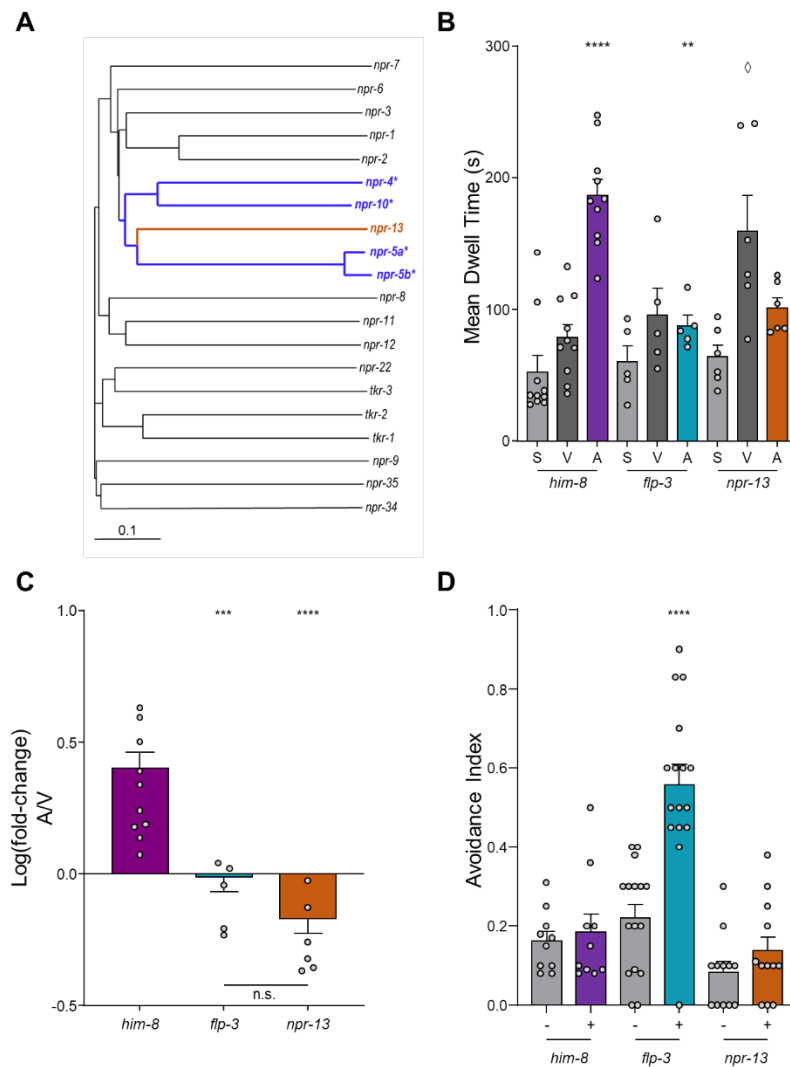 A
npr-7
npr-6
npr-3
npr-1
npr-2
npr-4*
npr-10*
npr-13
npr-5a*
npr-5b*
npr-8
npr-11
npr-12
npr-22
tkr-3
tkr-2
tkr-1
npr-9
npr-35
npr-34
0.1
B
Mean Dwell Time (s)
300
200
100
0
**** **
S V A S V A S V A
him-8 flp-3 npr-13
C
Log(fold-change)
A/V
1.0
0.5
0.0
-0.5
*** ****
n.s.
him-8 flp-3 npr-13
D
Avoidance Index
1.0
0.8
0.6
0.4
0.2
0.0
****
- + - + - +
him-8 flp-3 npr-13